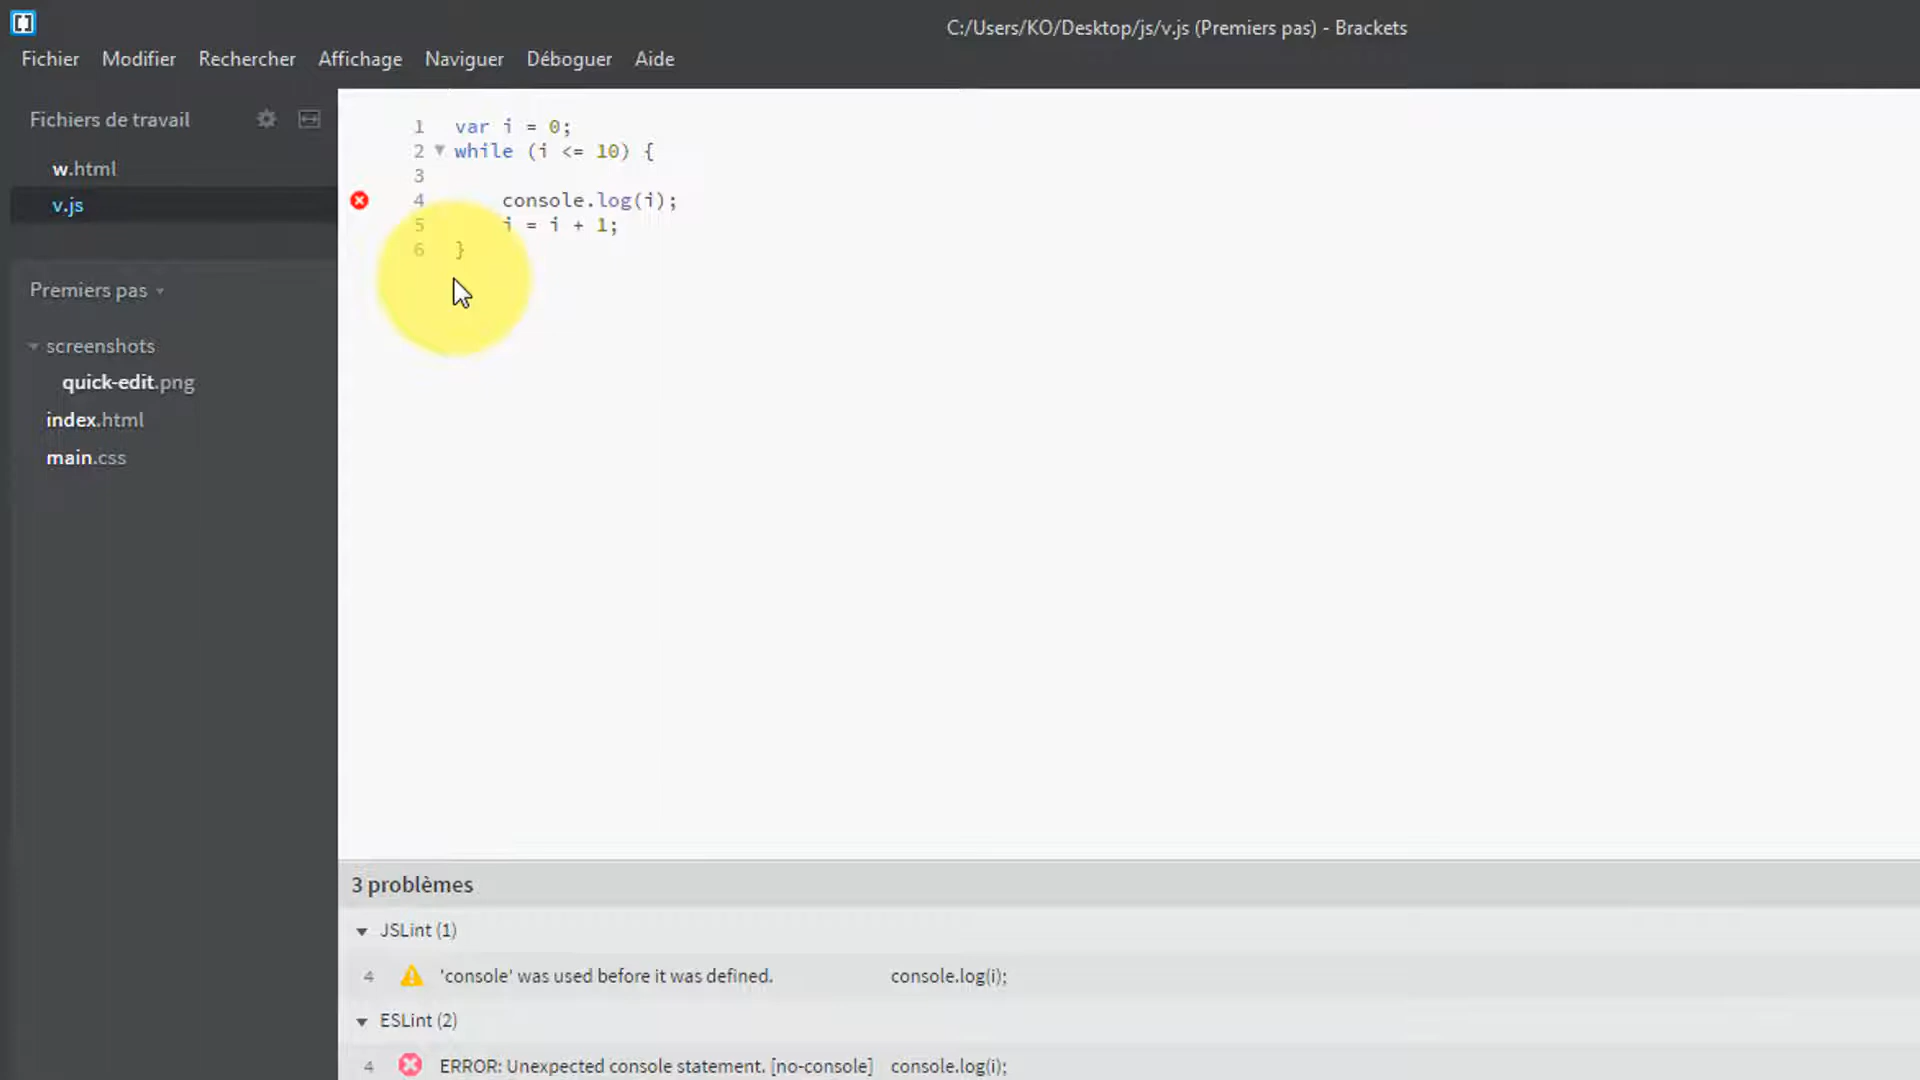 C:/Users/KO/Desktop/js/v.js (Premiers pas) - Brackets
Fichier Modifier Rechercher Affichage Naviguer Déboguer Aide
Fichiers de travail
w.html
v.js
Premiers pas
screenshots
quick-edit.png
index.html
main.css
1 var i = 0;
2 while (i <= 10) {
3
4 console.log(i);
5 i = i + 1;
6 }
3 problèmes
JSLint (1)
4 'console' was used before it was defined. console.log(i);
ESLint (2)
4 ERROR: Unexpected console statement. [no-console] console.log(i);